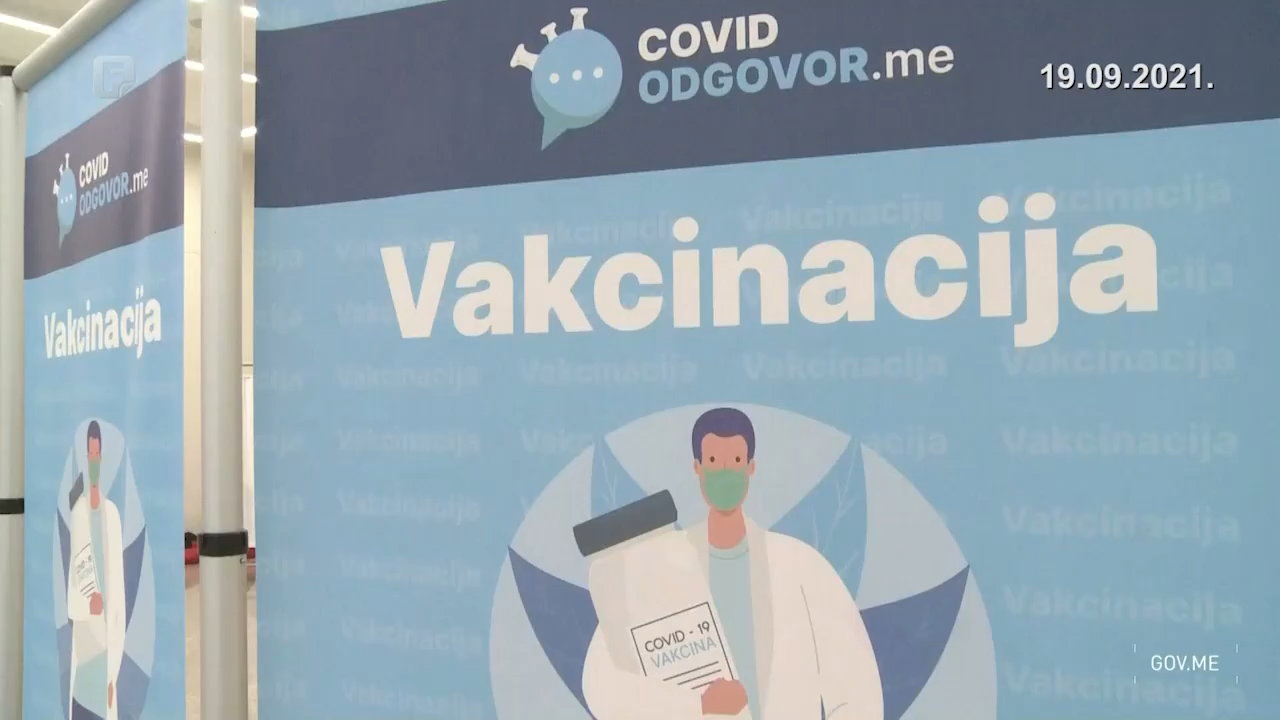 COVID
ODGOVOR.me
19.09.2021.
Vakcinacija
COVID - 19
VAKCINA
COVID
ODGOVOR.me
Vakcinacija
GOV.ME